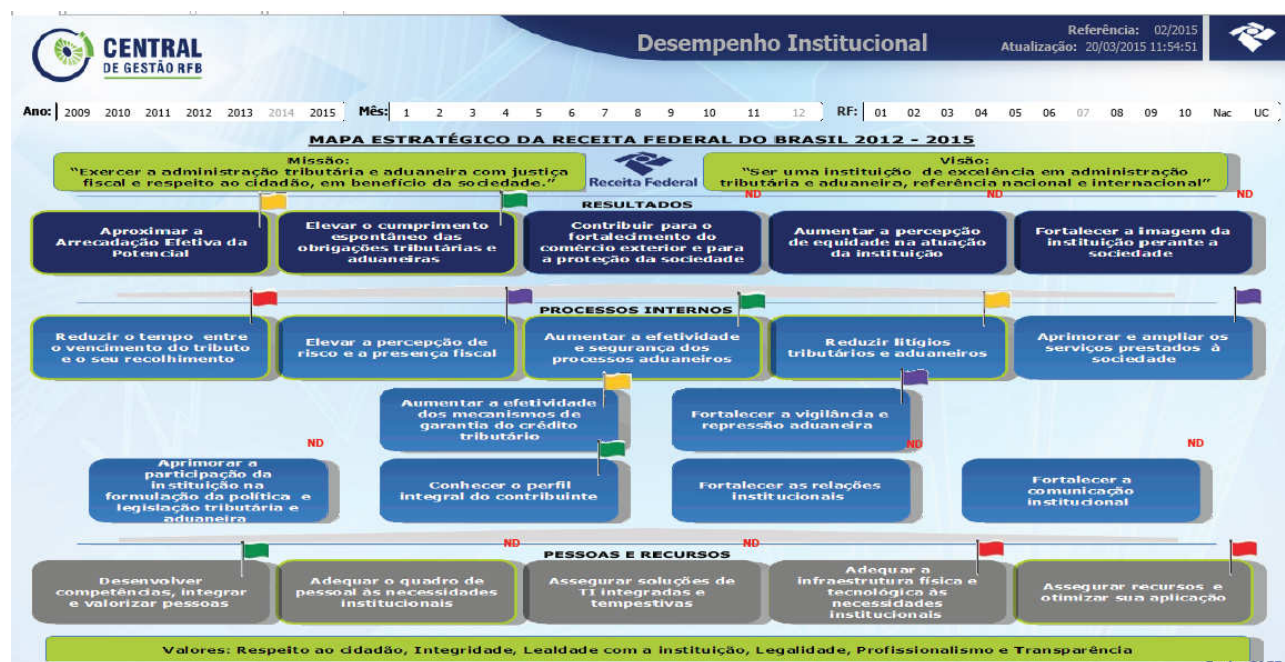 CENTRAL
DE GESTÃO RFB
Desempenho Institucional
Referência: 02/2015
Atualização: 20/03/2015 11:54:51
Ano: 2009 2010 2011 2012 2013 2014 2015 Mês: 1 2 3 4 5 6 7 8 9 10 11 12 RF: 01 02 03 04 05 06 07 08 09 10 Nac UC
MAPA ESTRATÉGICO DA RECEITA FEDERAL DO BRASIL 2012 - 2015
Missão:
"Exercer a administração tributária e aduaneira com justiça
fiscal e respeito ao cidadão, em benefício da sociedade."
Receita Federal
Visão:
"Ser uma instituição de excelência em administração
tributária e aduaneira, referência nacional e internacional"
RESULTADOS
ND
ND
Aproximar a
Arrecadação Efetiva da
Potencial
Elevar o cumprimento
espontâneo das
obrigações tributárias e
aduaneiras
Contribuir para o
fortalecimento do
comércio exterior e para
a proteção da sociedade
Aumentar a percepção
de equidade na atuação
da instituição
ND
Fortalecer a imagem da
instituição perante a
sociedade
PROCESSOS INTERNOS
Reduzir o tempo entre
o vencimento do tributo
e o seu recolhimento
Elevar a percepção de
risco e a presença fiscal
Aumentar a efetividade
e segurança dos
processos aduaneiros
Reduzir litígios
tributários e aduaneiros
Aprimorar e ampliar os
serviços prestados à
sociedade
Aumentar a efetividade
dos mecanismos de
garantia do crédito
tributário
Fortalecer a vigilância e
repressão aduaneira
ND
ND
ND
Aprimorar a
participação da
instituição na
formulação da política e
legislação tributária e
aduaneira
Conhecer o perfil
integral do contribuinte
Fortalecer as relações
institucionais
Fortalecer a
comunicação
institucional
ND
ND
PESSOAS E RECURSOS
Desenvolver
competências, integrar
e valorizar pessoas
Adequar o quadro de
pessoal às necessidades
institucionais
Assegurar soluções de
TI integradas e
tempestivas
Adequar a
infraestrutura física e
tecnológica às
necessidades
institucionais
Assegurar recursos e
otimizar sua aplicação
Valores: Respeito ao cidadão, Integridade, Lealdade com a instituição, Legalidade, Profissionalismo e Transparência